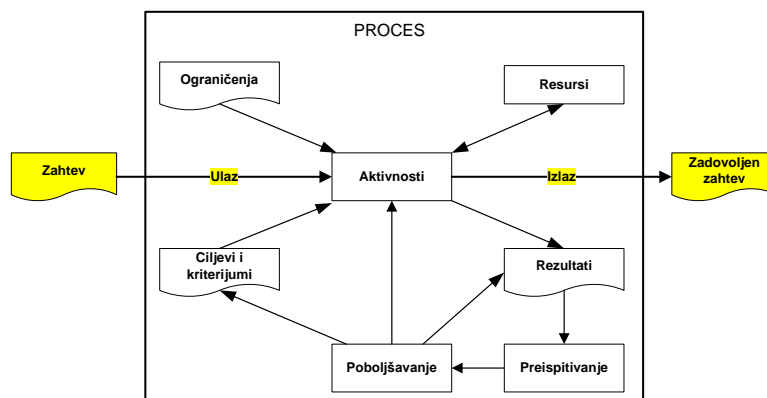 PROCES
Ograničenja
Resursi
Zahtev
Ulaz
Aktivnosti
Izlaz
Zadovoljen
zahtev
Ciljevi i
kriterijumi
Rezultati
Poboljšavanje
Preispitivanje